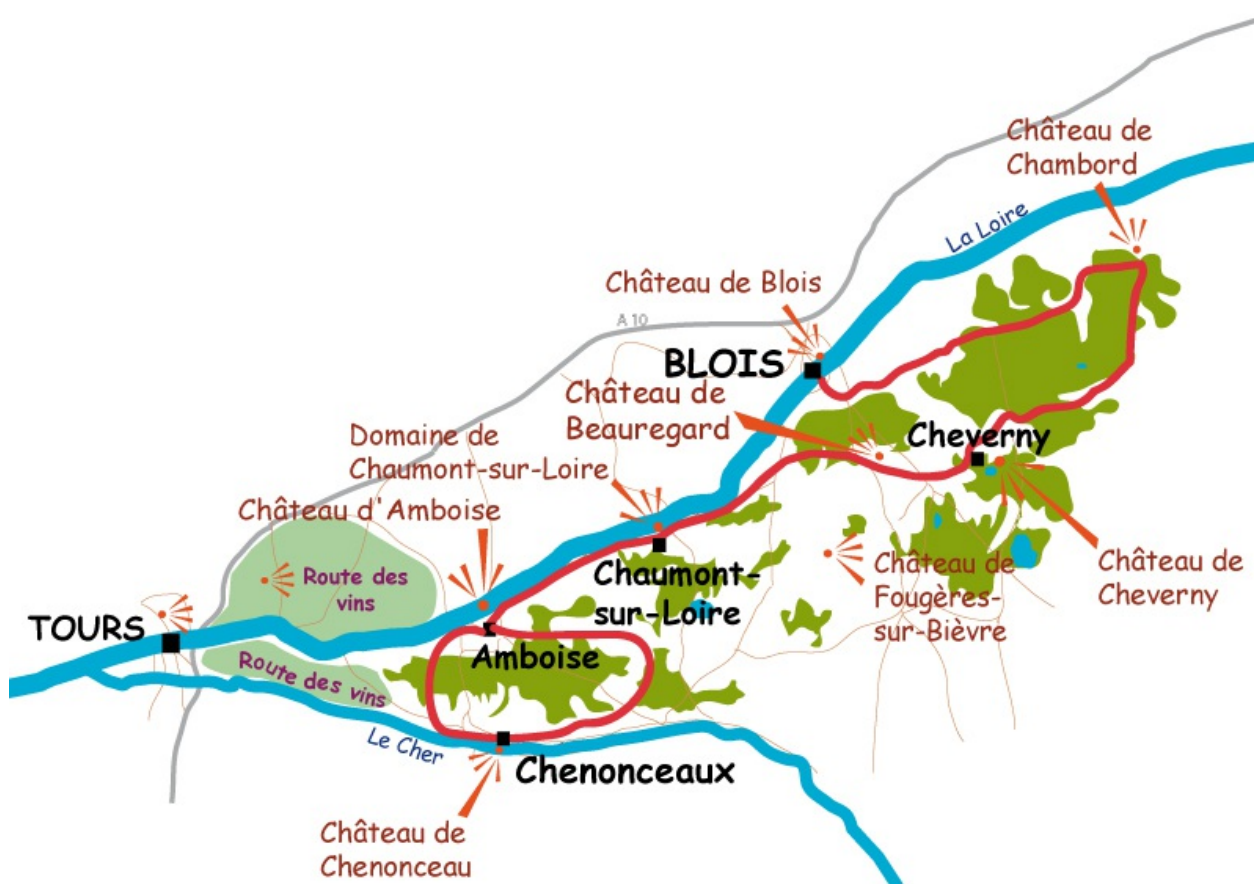 Château de
Chambord
La Loire
Château de Blois
A 10
BLOIS
Château de
Beauregard
Cheverny
Domaine de
Chaumont-sur-Loire
Château d'Amboise
Route des
vins
Chaumont-
sur-Loire
Château de
Fougères-
sur-Bièvre
Château de
Cheverny
TOURS
Amboise
Route des vins
Le Cher
Chenonceaux
Château de
Chenonceau